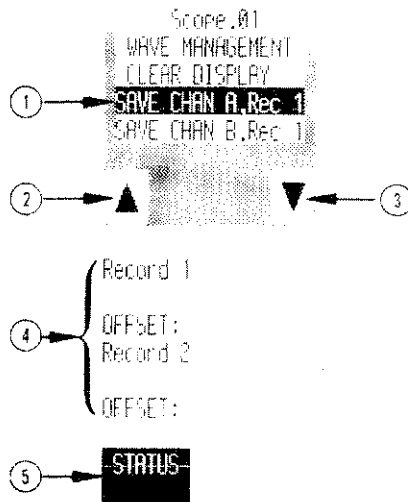 Scope.01
WAVE MANAGEMENT
CLEAR DISPLAY
1
SAVE CHAN A,Rec 1
SAVE CHAN B,Rec 1
2
3
Record 1
OFFSET:
4
Record 2
OFFSET:
5
STATUS